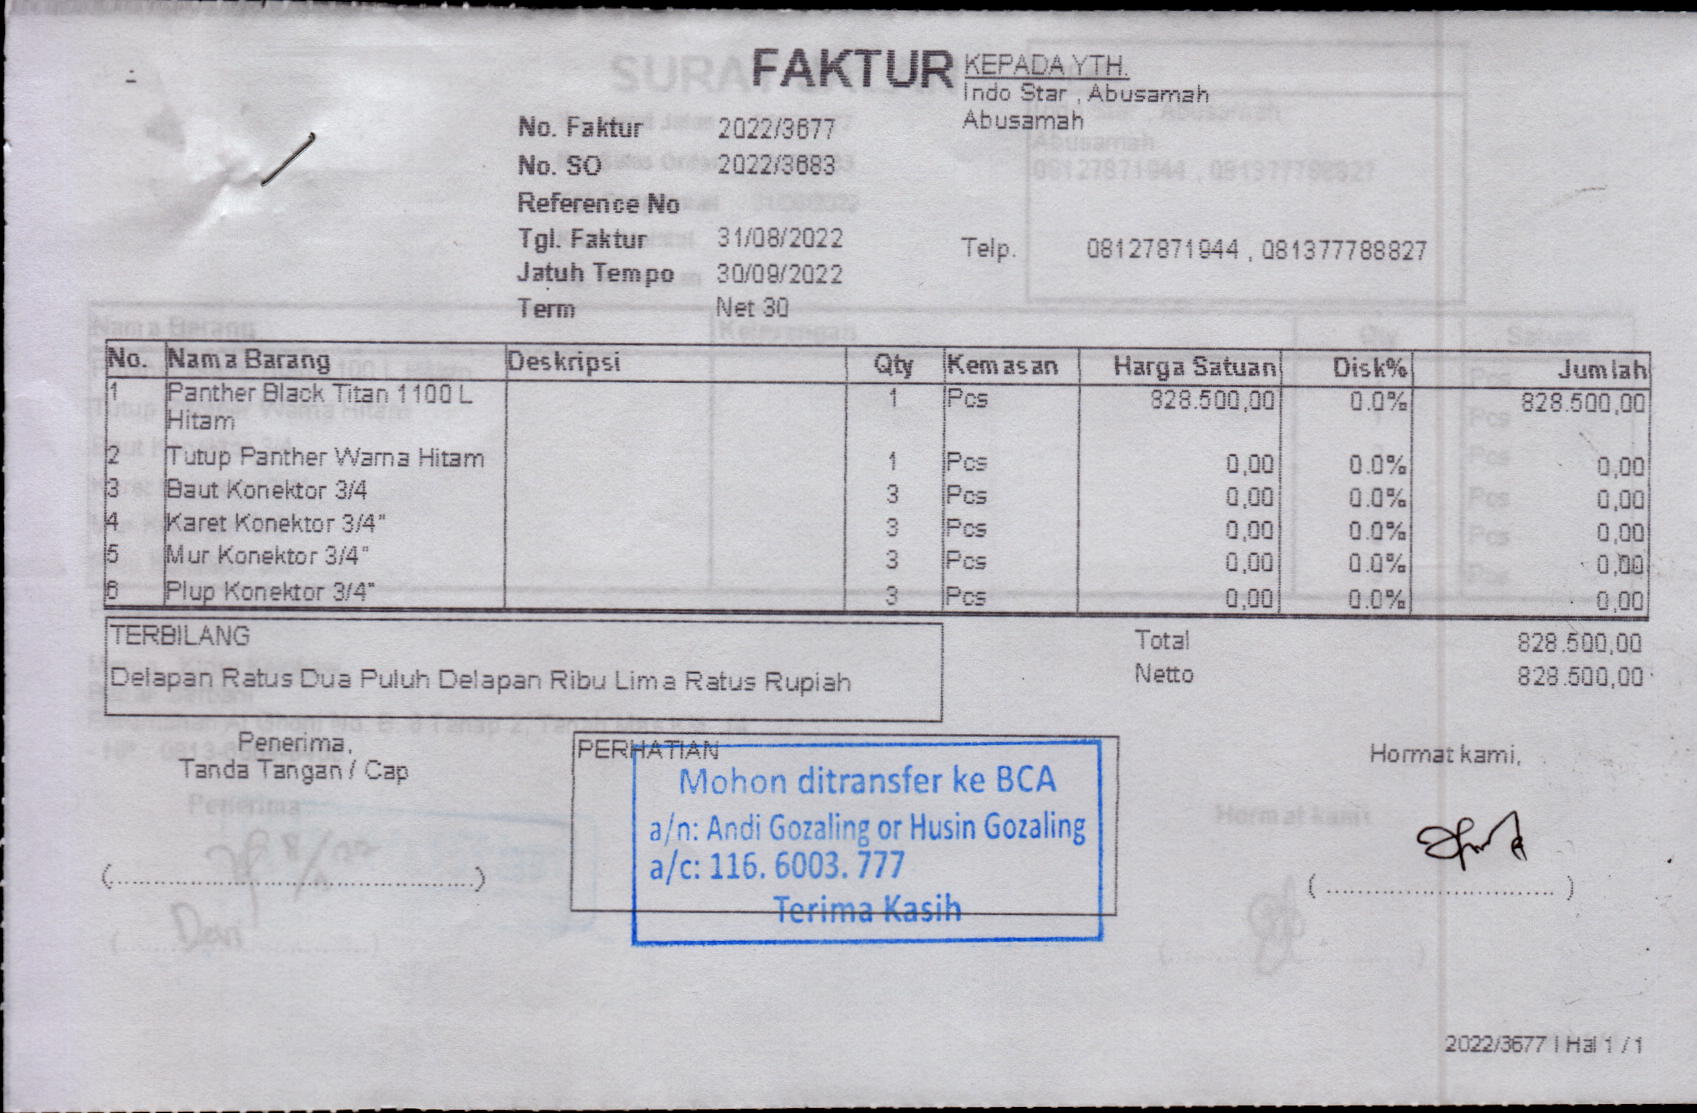 FAKTUR
KEPADA YTH.
Indo Star , Abusamah
Abusamah
No. Faktur 2022/3677
No. SO 2022/3683
Reference No
Tgl. Faktur 31/08/2022
Telp. 08127871944 , 081377788827
Jatuh Tempo 30/09/2022
Term Net 30
No. Nama Barang Deskripsi Qty Kemasan Harga Satuan Disk% Jumlah
1 Panther Black Titan 1100 L 1 Pcs 828.500,00 0.0% 828.500,00
Hitam
2 Tutup Panther Warna Hitam 1 Pcs 0,00 0.0% 0,00
3 Baut Konektor 3/4 3 Pcs 0,00 0.0% 0,00
4 Karet Konektor 3/4" 3 Pcs 0,00 0.0% 0,00
5 Mur Konektor 3/4" 3 Pcs 0,00 0.0% 0,00
6 Plup Konektor 3/4" 3 Pcs 0,00 0.0% 0,00
TERBILANG
Delapan Ratus Dua Puluh Delapan Ribu Lima Ratus Rupiah
Total 828.500,00
Netto 828.500,00
Penerima,
Tanda Tangan / Cap
(..................................................)
PERHATIAN
Mohon ditransfer ke BCA
a/n: Andi Gozaling or Husin Gozaling
a/c: 116. 6003. 777
Terima Kasih
Hormat kami,
( ............................... )
2022/3677 | Hal 1 / 1